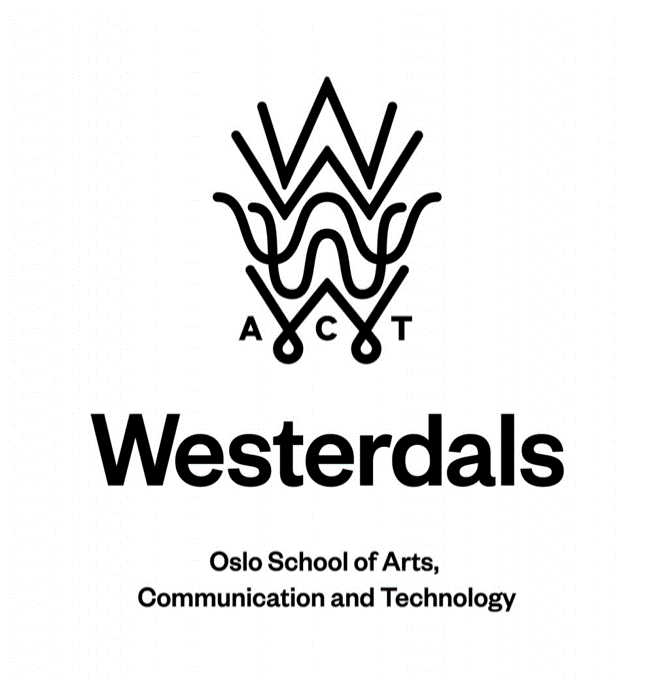 A C T
Westerdals
Oslo School of Arts,
Communication and Technology